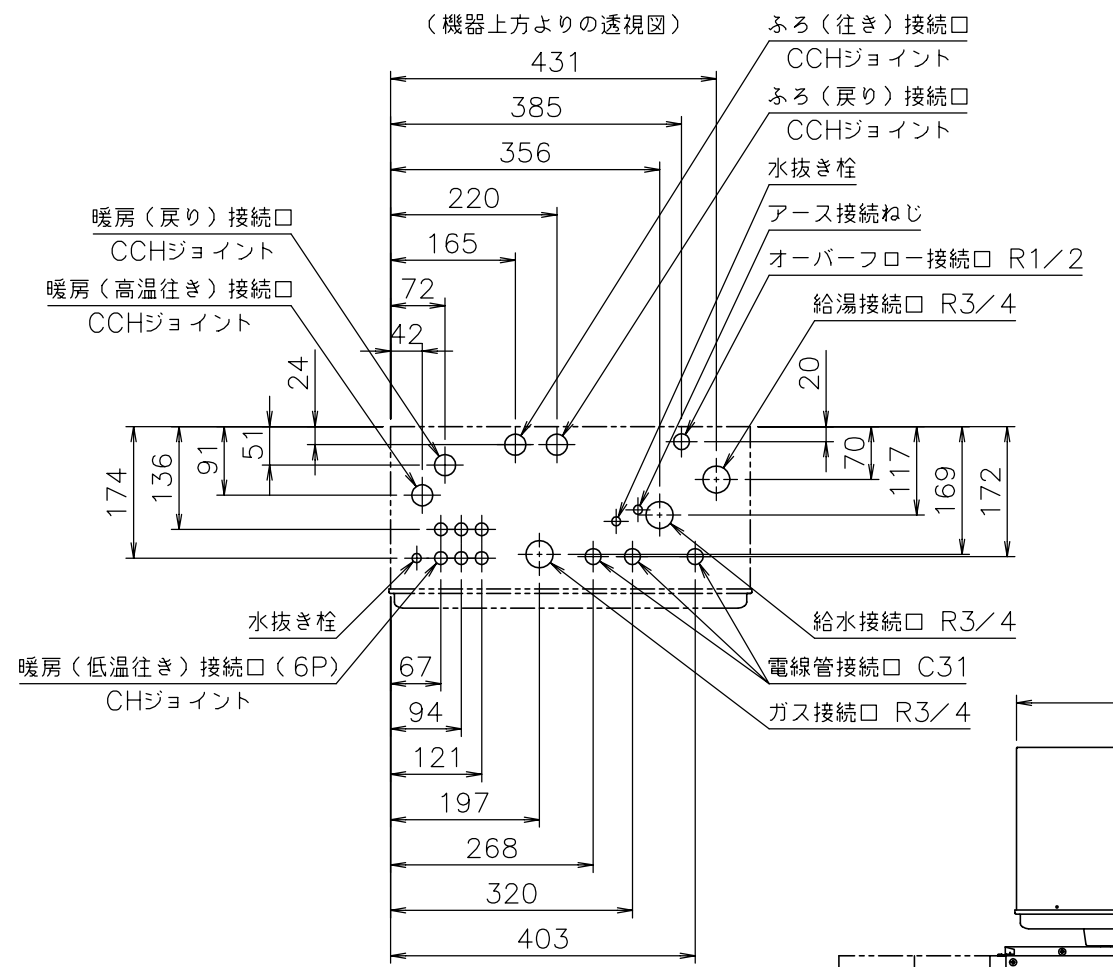 (機器上方よりの透視図)
ふろ(往き)接続口
CCHジョイント
431
ふろ(戻り)接続口
CCHジョイント
385
356
水抜き栓
220
アース接続ねじ
暖房(戻り)接続口
CCHジョイント
165
オーバーフロー接続口 R1/2
暖房(高温往き)接続口
CCHジョイント
72
給湯接続口 R3/4
42
24
20
51
91
136
174
70
117
169
172
水抜き栓
給水接続口 R3/4
暖房(低温往き)接続口(6P)
CHジョイント
67
電線管接続口 C31
94
ガス接続口 R3/4
121
197
268
320
403